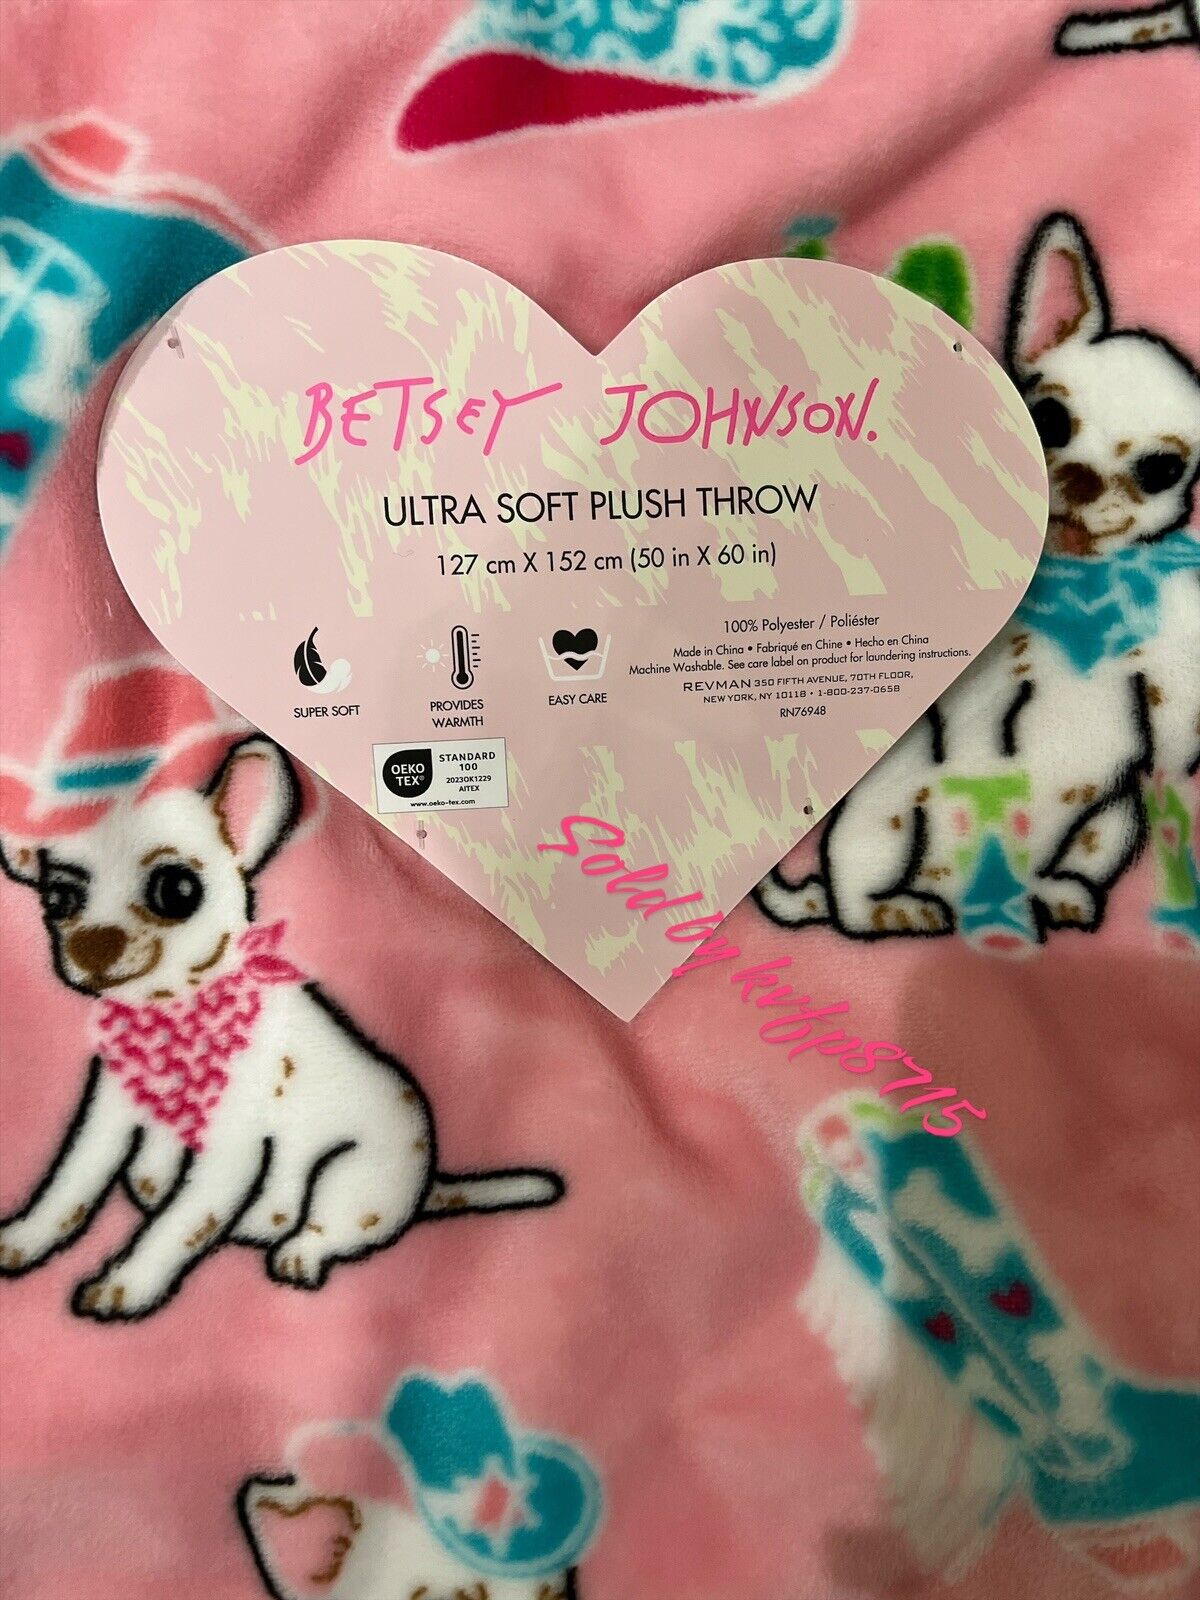 BETSEY JOHNSON.
ULTRA SOFT PLUSH THROW
127 cm X 152 cm (50 in X 60 in)
SUPER SOFT
PROVIDES
WARMTH
EASY CARE
100% Polyester / Poliéster
Made in China • Fabriqué en Chine • Hecho en China
Machine Washable. See care label on product for laundering instructions.
REVMAN 350 FIFTH AVENUE, 70TH FLOOR,
NEW YORK, NY 10118 • 1-800-237-0658
RN76948
OEKO
TEX®
STANDARD
100
2023OK1229
AITEX
www.oeko-tex.com
Sold by kvfp8715